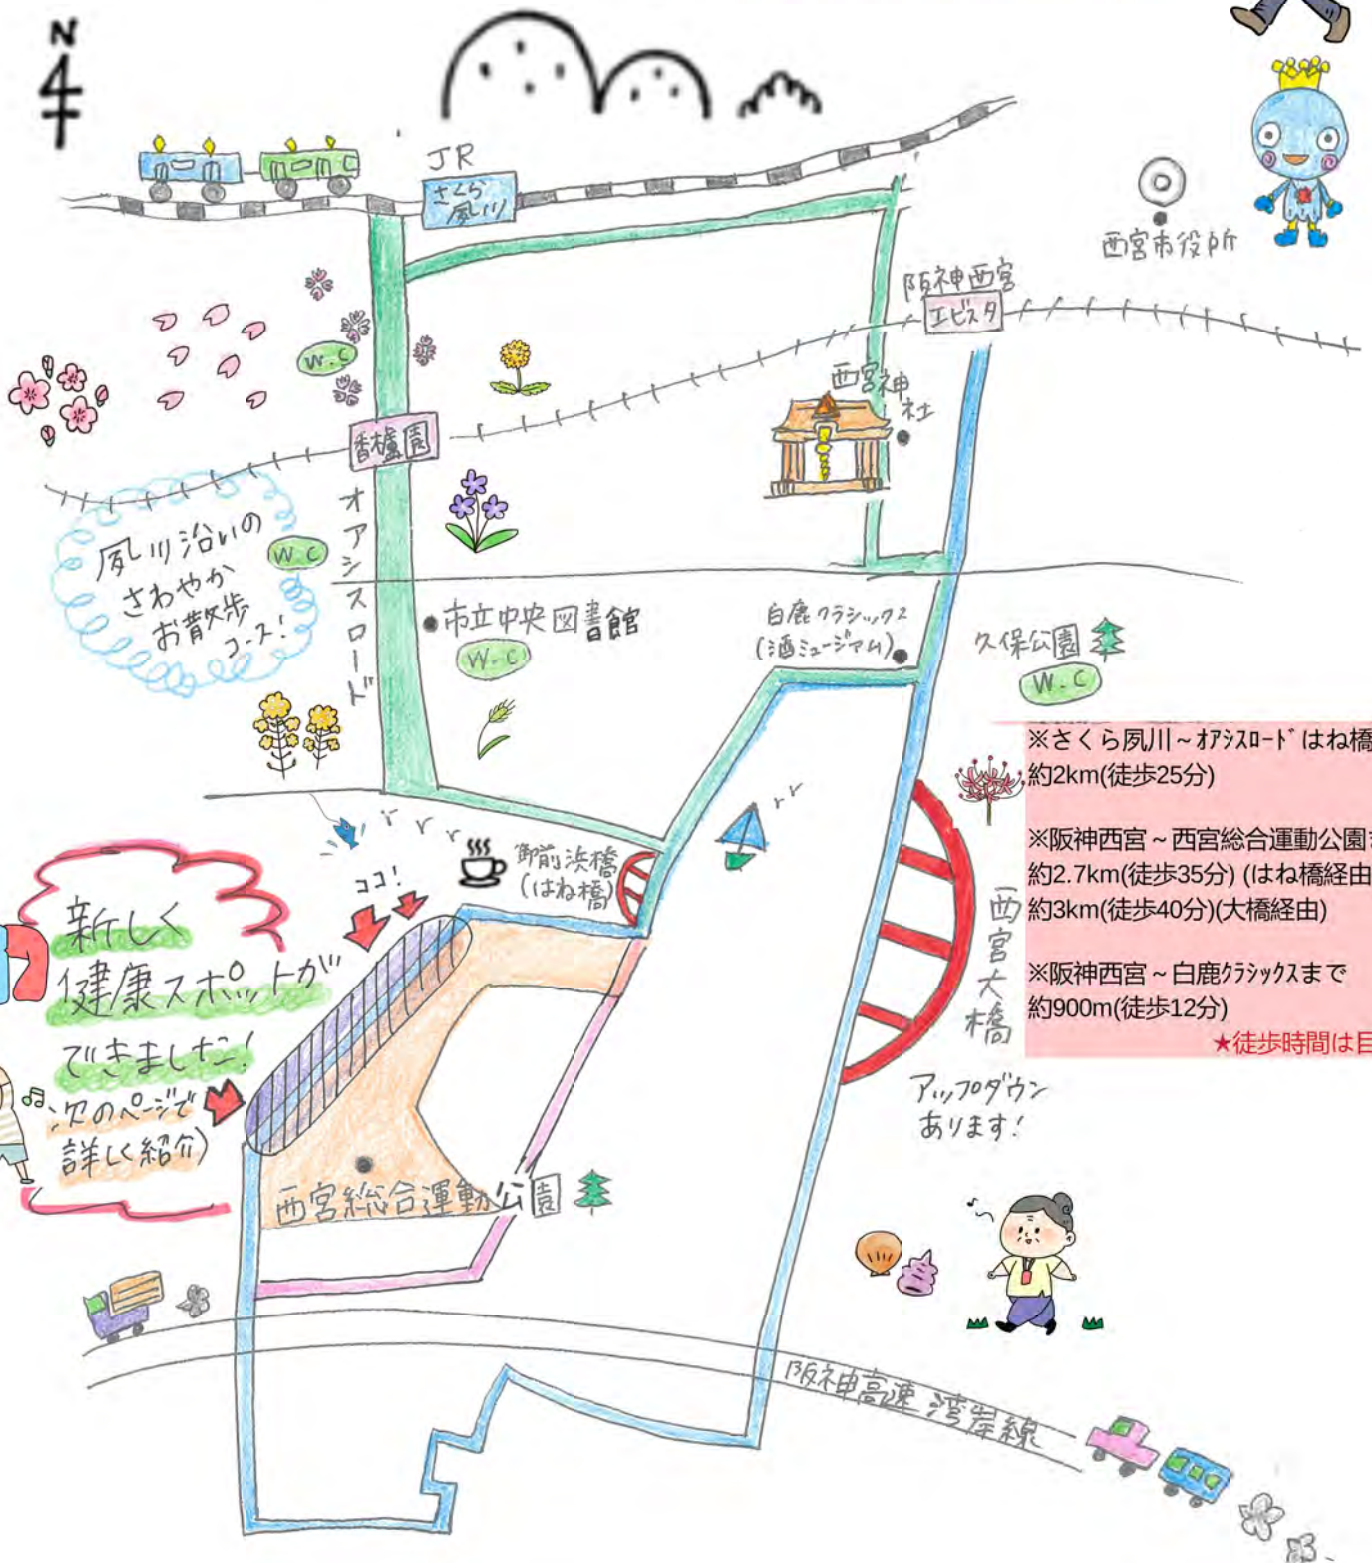 N
JR
さくら
夙川
西宮市役所
阪神西宮
エビスタ
W.C
西宮神
社
香櫨園
オアシスロード
夙川沿いの
さわやか
お散歩
コース!
W.C
市立中央図書館
W.C
白鹿クラシックス
(酒ミュージアム)
久保公園
W.C
※さくら夙川~オアシスロードはね橋
約2km(徒歩25分)
※阪神西宮~西宮総合運動公園
約2.7km(徒歩35分) (はね橋経由
約3km(徒歩40分)(大橋経由)
※阪神西宮~白鹿クラシックスまで
約900m(徒歩12分)
★徒歩時間は目
御前浜橋
(はね橋)
ココ!
新しく
健康スポットが
できました!
次のページで
詳しく紹介)
西宮大橋
アップダウン
あります!
西宮総合運動公園
阪神高速 湾岸線